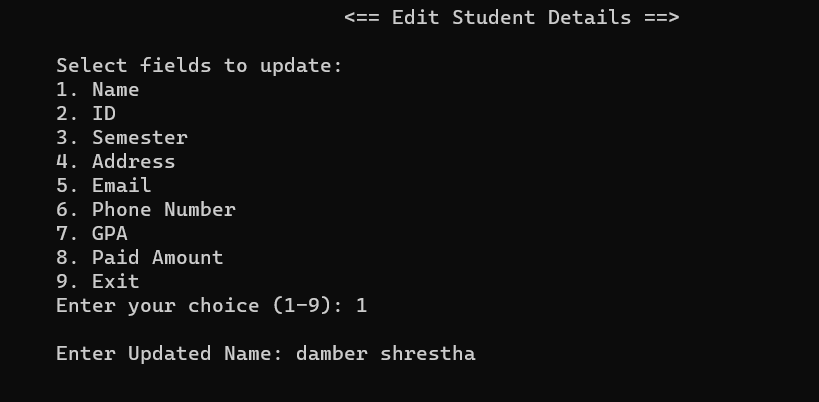 <== Edit Student Details ==>
Select fields to update:
1. Name
2. ID
3. Semester
4. Address
5. Email
6. Phone Number
7. GPA
8. Paid Amount
9. Exit
Enter your choice (1-9): 1
Enter Updated Name: damber shrestha